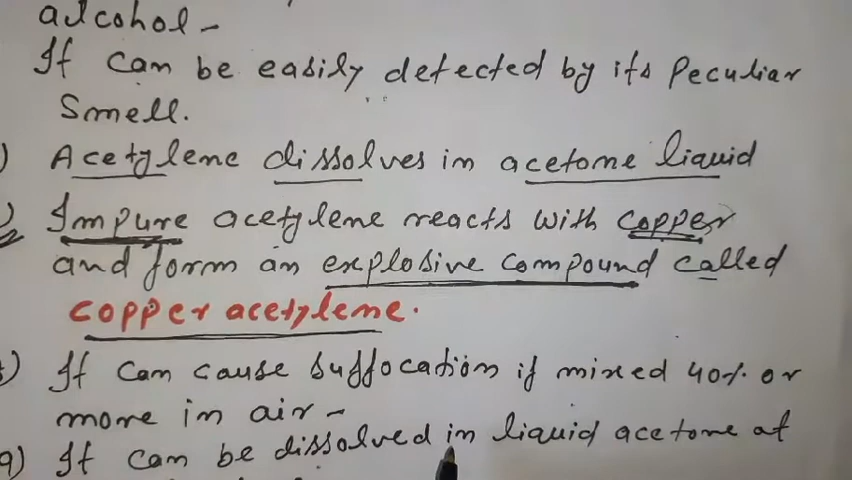 alcohol -
It can be easily detected by its Peculiar
Smell.
) Acetylene dissolves in acetome liquid
) Impure acetylene reacts with copper
and form an explosive compound called
copper acetyleme.
) It can cause suffocation if mixed 40% or
more in air -
9) It can be dissolved in liquid acetone at